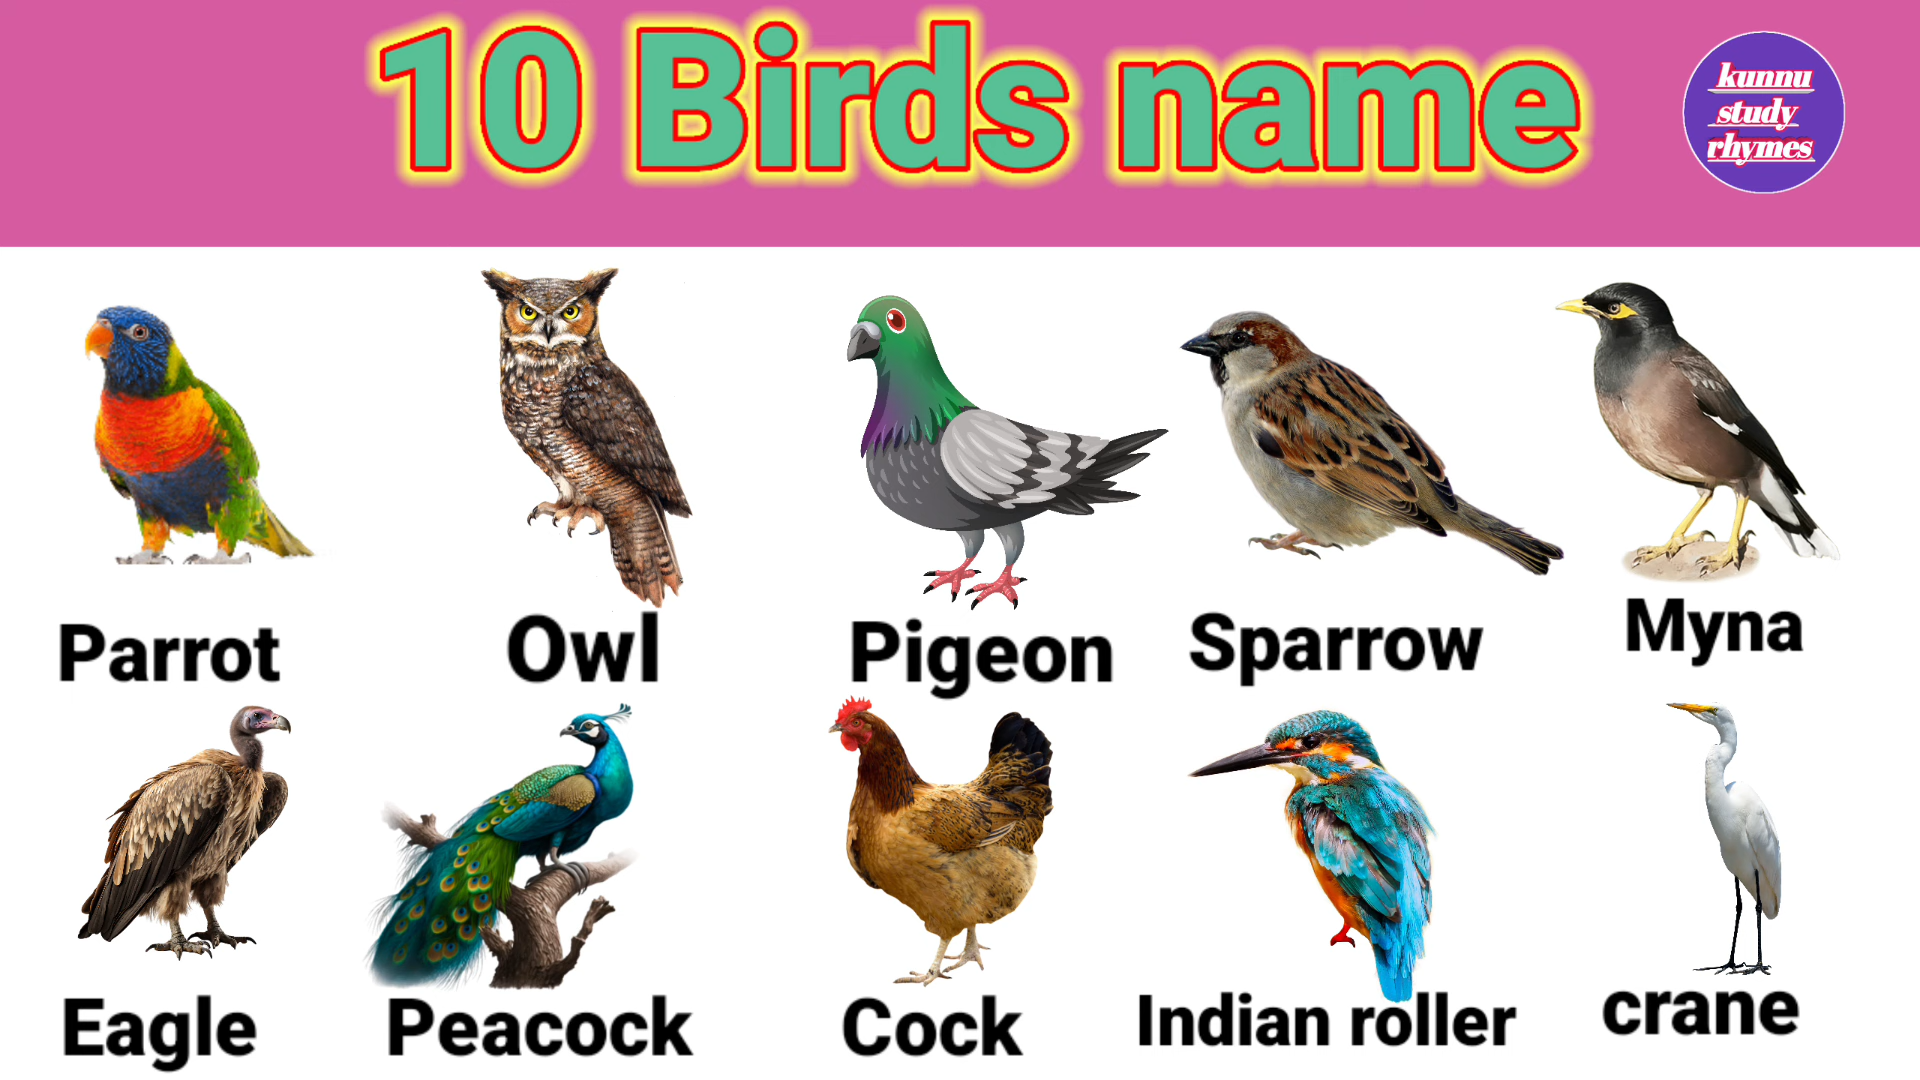 10 Birds name
kunnu
study
rhymes
Parrot
Owl
Pigeon
Sparrow
Myna
Eagle
Peacock
Cock
Indian roller
crane